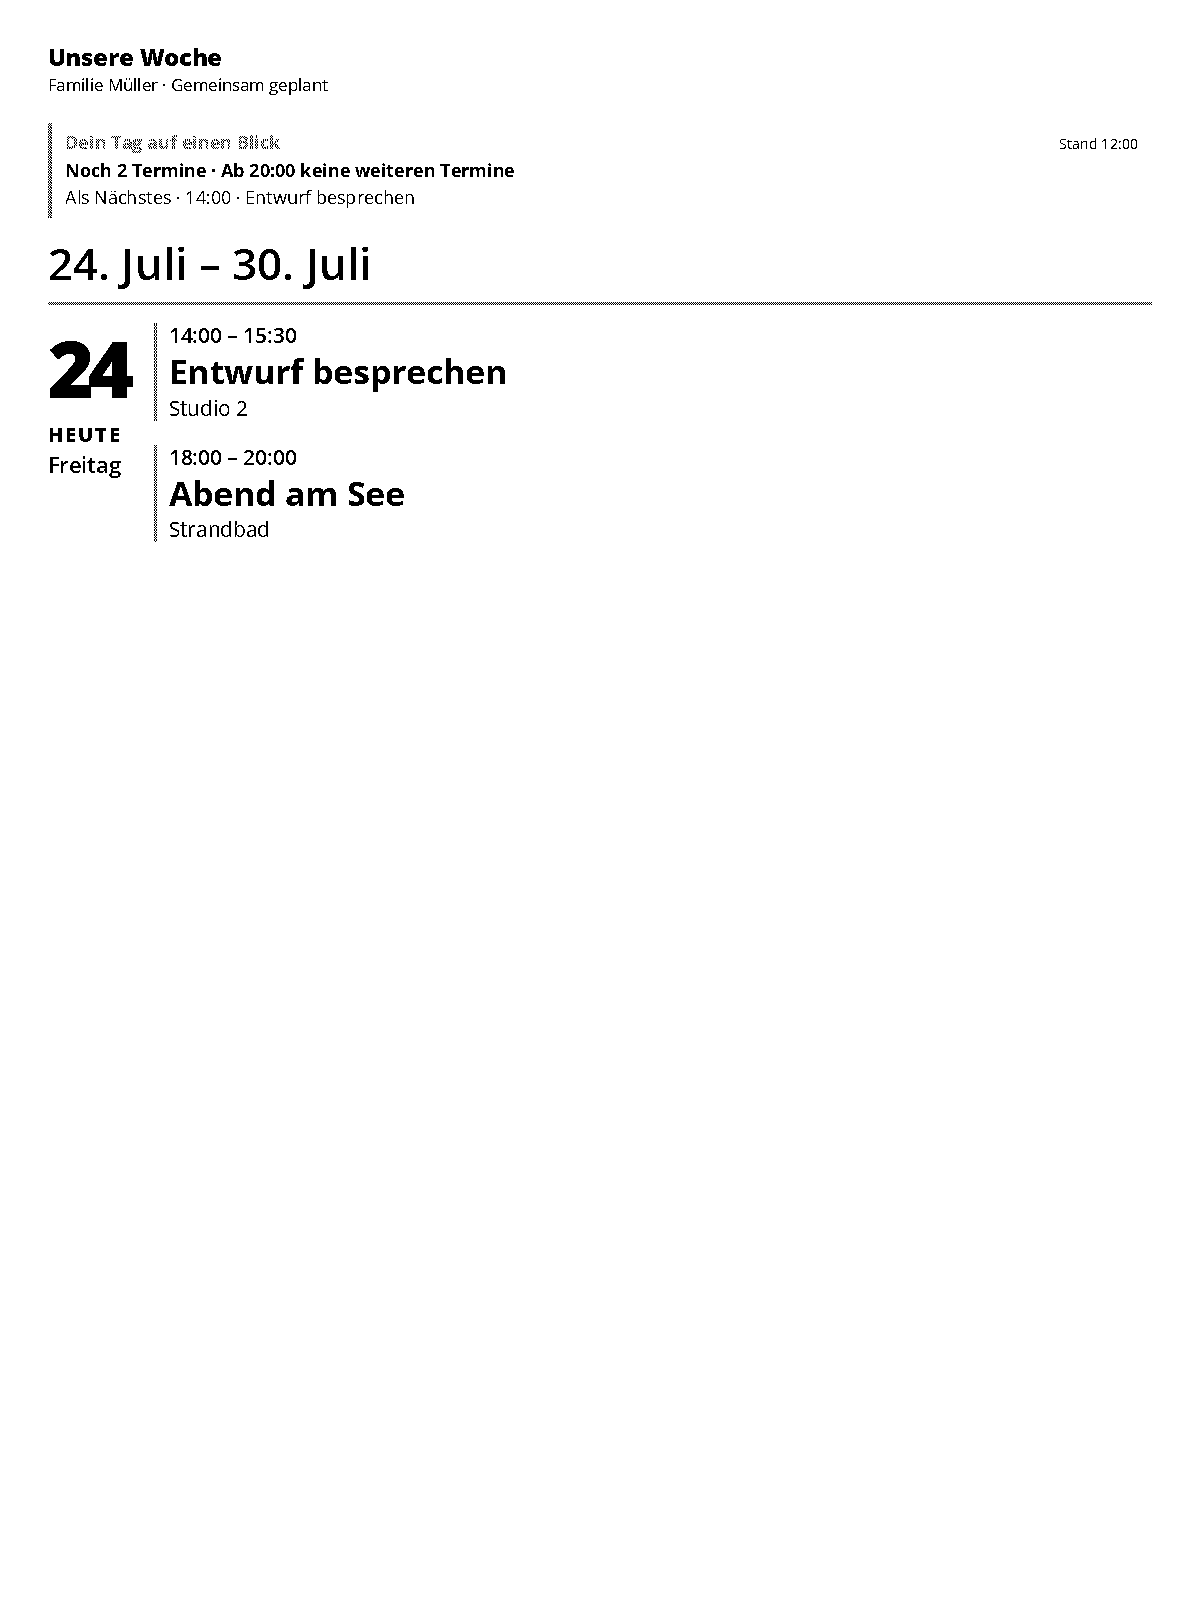 Unsere Woche
Familie Müller · Gemeinsam geplant
Dein Tag auf einen Blick
Stand 12:00
Noch 2 Termine · Ab 20:00 keine weiteren Termine
Als Nächstes · 14:00 · Entwurf besprechen
24. Juli – 30. Juli
24
HEUTE
Freitag
14:00 – 15:30
Entwurf besprechen
Studio 2
18:00 – 20:00
Abend am See
Strandbad